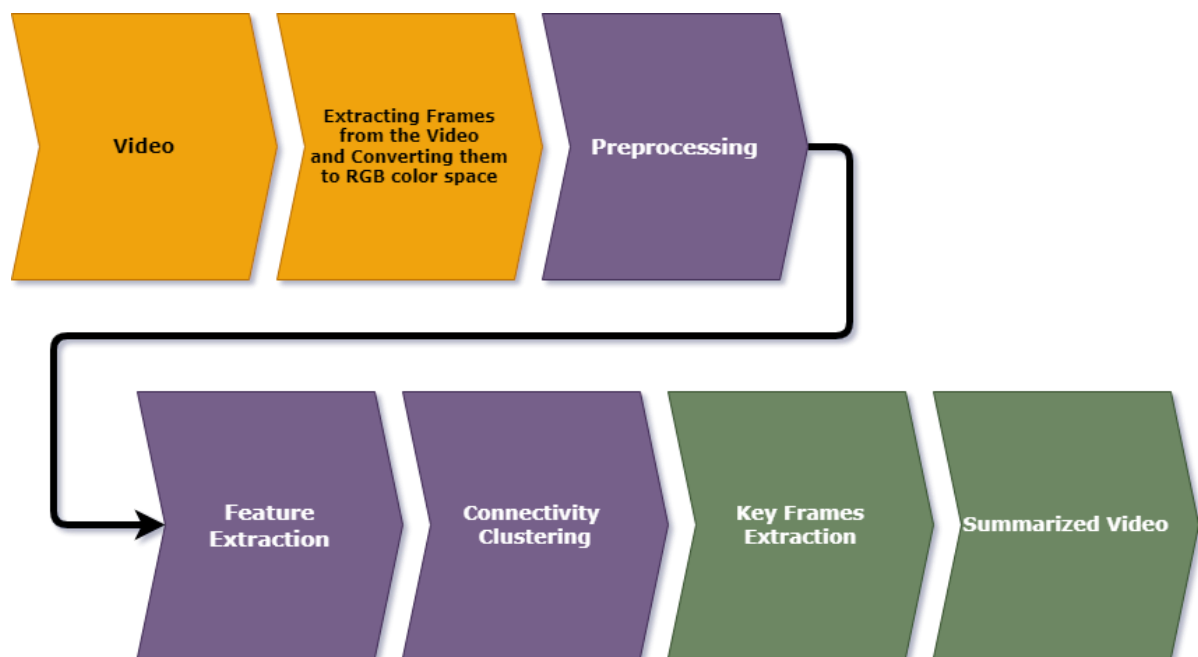 Video
Extracting Frames
from the Video
and Converting them
to RGB color space
Preprocessing
Feature
Extraction
Connectivity
Clustering
Key Frames
Extraction
Summarized Video